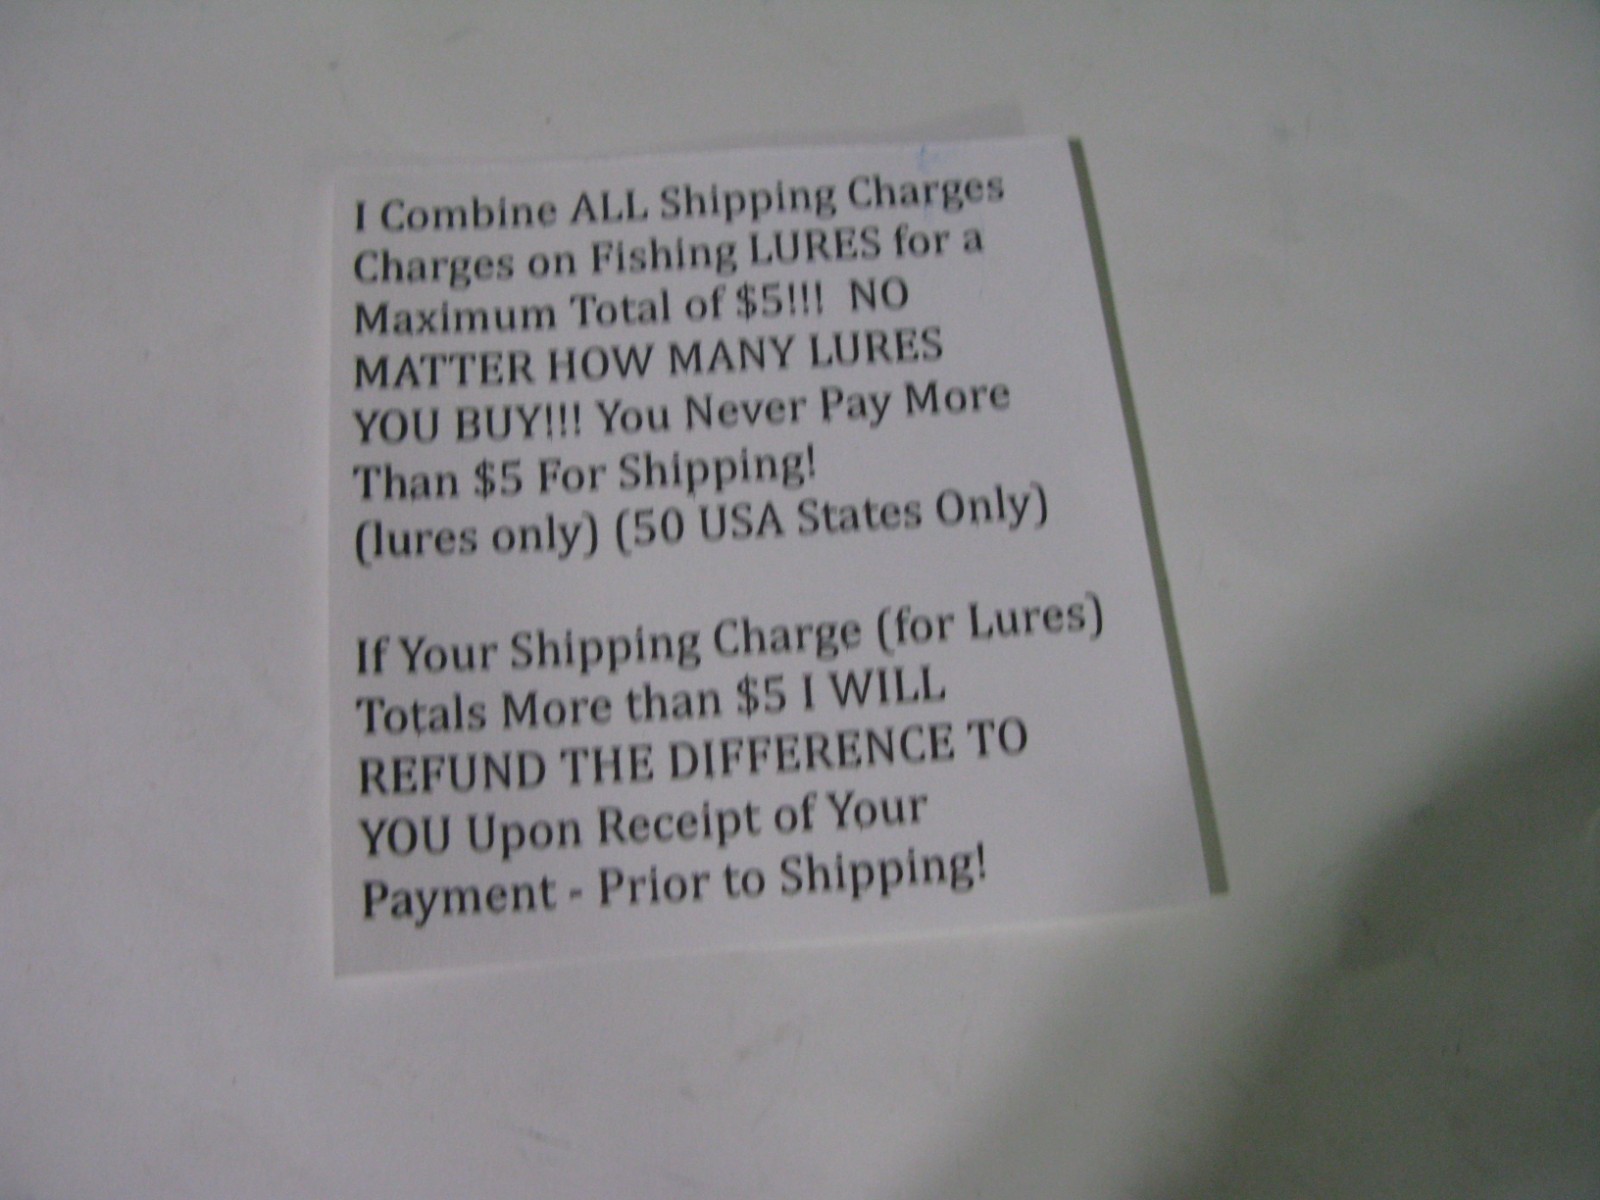 I Combine ALL Shipping Charges
Charges on Fishing LURES for a
Maximum Total of $5!!!  NO
MATTER HOW MANY LURES
YOU BUY!!! You Never Pay More
Than $5 For Shipping!
(lures only) (50 USA States Only)
If Your Shipping Charge (for Lures)
Totals More than $5 I WILL
REFUND THE DIFFERENCE TO
YOU Upon Receipt of Your
Payment - Prior to Shipping!